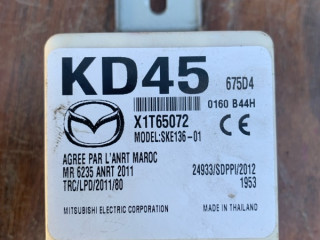 KD45 675D4
0160 B44H
X1T65072
MODEL:SKE136-01 CE
AGREE PAR L'ANRT MAROC
MR 6235 ANRT 2011 24933/SDPPI/2012
TRC/LPD/2011/80 1953
MITSUBISHI ELECTRIC CORPORATION MADE IN THAILAND